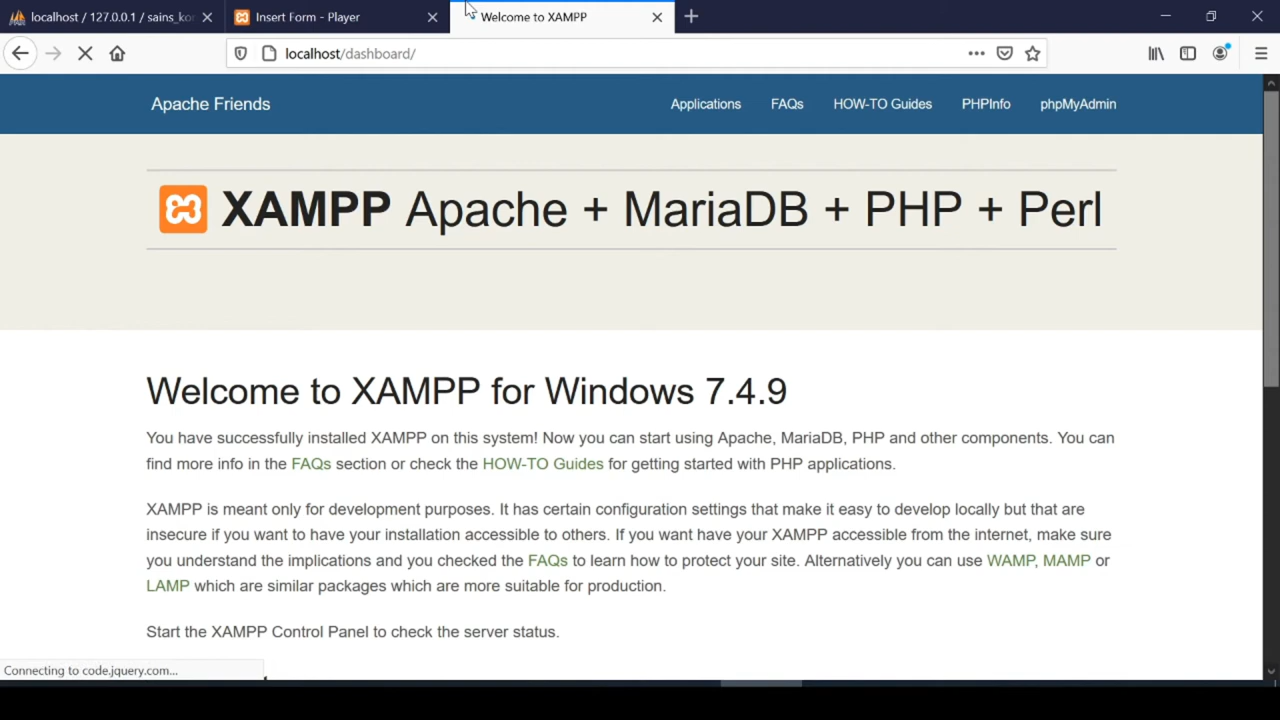 localhost / 127.0.0.1 / sains_ko
Insert Form - Player
Welcome to XAMPP
localhost/dashboard/
Apache Friends
Applications
FAQs
HOW-TO Guides
PHPInfo
phpMyAdmin
XAMPP Apache + MariaDB + PHP + Perl
Welcome to XAMPP for Windows 7.4.9
You have successfully installed XAMPP on this system! Now you can start using Apache, MariaDB, PHP and other components. You can
find more info in the FAQs section or check the HOW-TO Guides for getting started with PHP applications.
XAMPP is meant only for development purposes. It has certain configuration settings that make it easy to develop locally but that are
insecure if you want to have your installation accessible to others. If you want have your XAMPP accessible from the internet, make sure
you understand the implications and you checked the FAQs to learn how to protect your site. Alternatively you can use WAMP, MAMP or
LAMP which are similar packages which are more suitable for production.
Start the XAMPP Control Panel to check the server status.
Connecting to code.jquery.com...